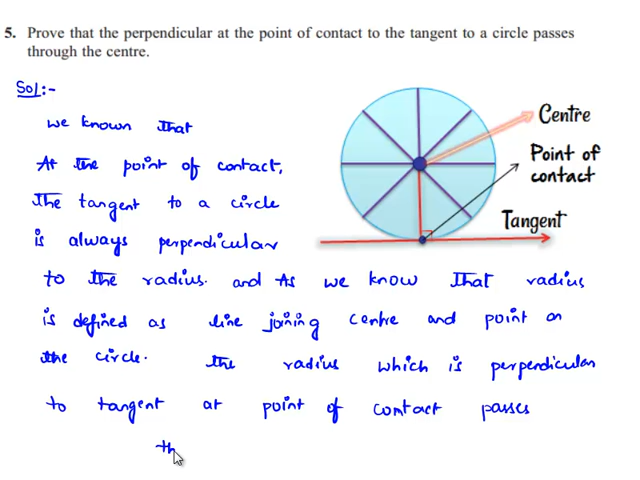 5. Prove that the perpendicular at the point of contact to the tangent to a circle passes
through the centre.
Sol:-
we known that
At the point of contact,
The tangent to a circle
is always perpendicular
to the radius. and As we know that radius
is defined as line joining centre and point on
the circle. the radius which is perpendicular
to tangent at point of contact passes
th
Centre
Point of
contact
Tangent